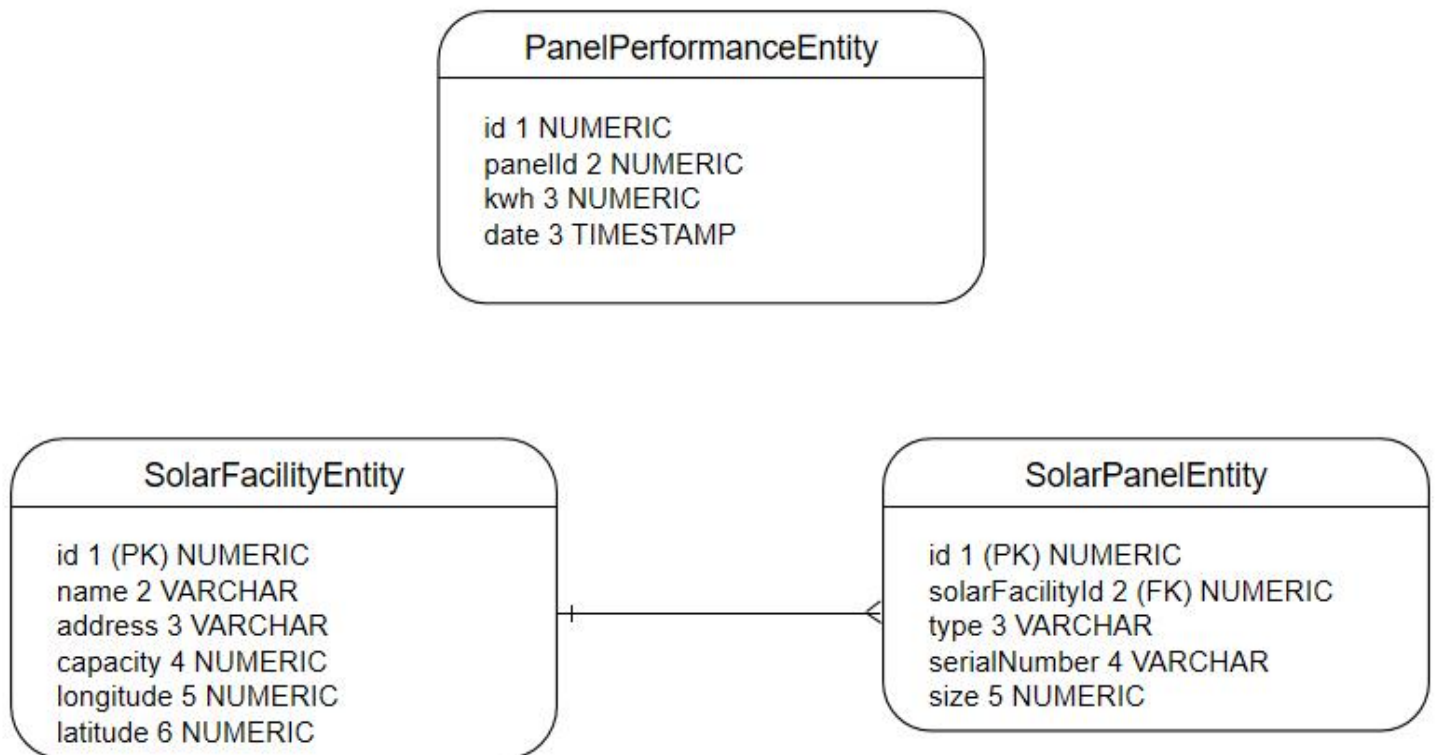 PanelPerformanceEntity
id 1 NUMERIC
panelId 2 NUMERIC
kwh 3 NUMERIC
date 3 TIMESTAMP
SolarFacilityEntity
id 1 (PK) NUMERIC
name 2 VARCHAR
address 3 VARCHAR
capacity 4 NUMERIC
longitude 5 NUMERIC
latitude 6 NUMERIC
SolarPanelEntity
id 1 (PK) NUMERIC
solarFacilityId 2 (FK) NUMERIC
type 3 VARCHAR
serialNumber 4 VARCHAR
size 5 NUMERIC